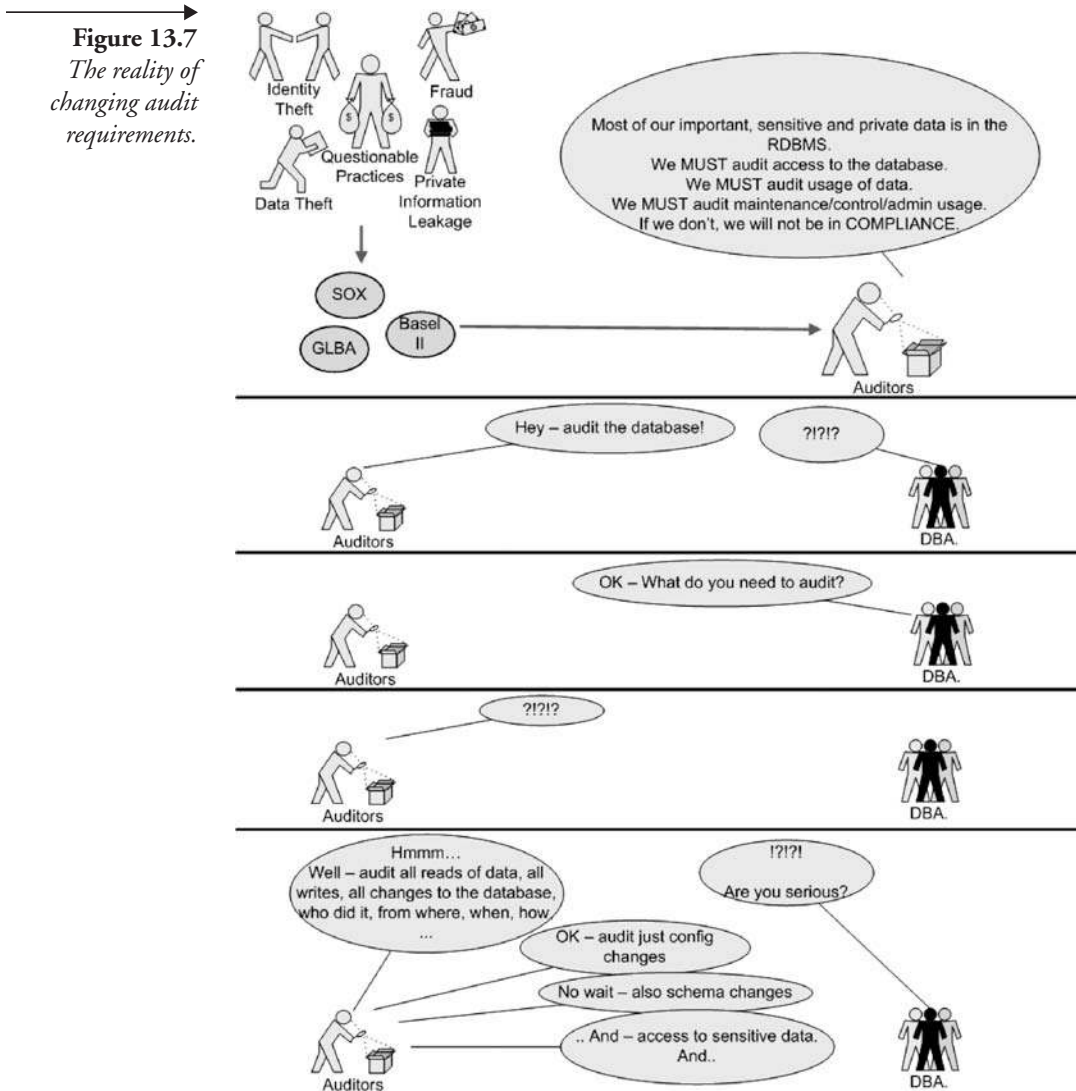 Figure 13.7
The reality of
changing audit
requirements.
Identity
Theft
Fraud
$
$
Questionable
Practices
Data Theft
Private
Information
Leakage
Most of our important, sensitive and private data is in the
RDBMS.
We MUST audit access to the database.
We MUST audit usage of data.
We MUST audit maintenance/control/admin usage.
If we don't, we will not be in COMPLIANCE.
SOX
GLBA
Basel
II
Auditors
Hey – audit the database!
?!?!?
Auditors
DBA.
OK – What do you need to audit?
Auditors
DBA.
?!?!?
Auditors
DBA.
Hmmm…
Well – audit all reads of data, all
writes, all changes to the database,
who did it, from where, when, how,
...
!?!?!
Are you serious?
OK – audit just config
changes
No wait – also schema changes
.. And – access to sensitive data.
And..
Auditors
DBA.